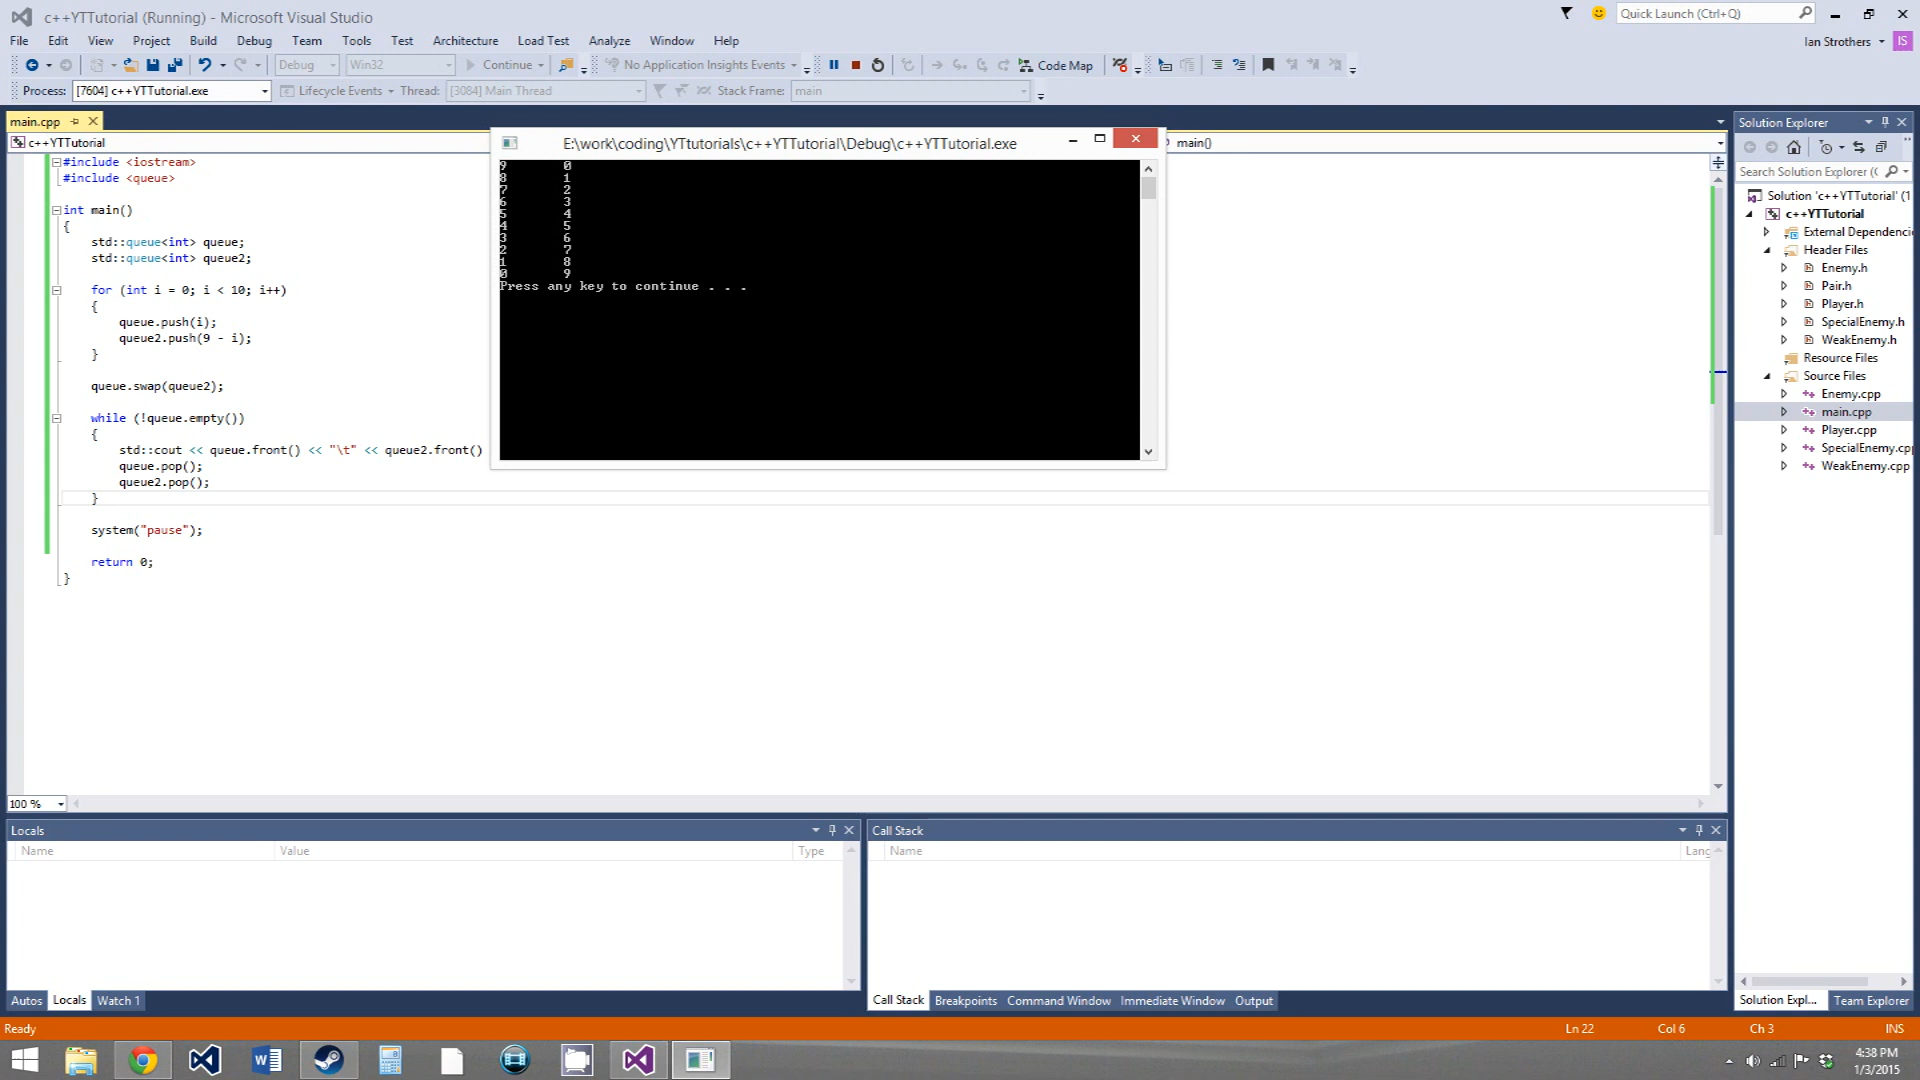 c++YTTutorial (Running) - Microsoft Visual Studio
Quick Launch (Ctrl+Q)
File Edit View Project Build Debug Team Tools Test Architecture Load Test Analyze Window Help
Ian Strothers IS
Debug Win32 Continue No Application Insights Events Code Map
Process: [7604] c++YTTutorial.exe Lifecycle Events Thread: [3084] Main Thread Stack Frame: main
main.cpp
c++YTTutorial
main()
#include <iostream>
#include <queue>
int main()
{
std::queue<int> queue;
std::queue<int> queue2;
for (int i = 0; i < 10; i++)
{
queue.push(i);
queue2.push(9 - i);
}
queue.swap(queue2);
while (!queue.empty())
{
std::cout << queue.front() << "\t" << queue2.front()
queue.pop();
queue2.pop();
}
system("pause");
return 0;
}
E:\work\coding\YTtutorials\c++YTTutorial\Debug\c++YTTutorial.exe
9 0
8 1
7 2
6 3
5 4
4 5
3 6
2 7
1 8
0 9
Press any key to continue . . .
Solution Explorer
Search Solution Explorer (
Solution 'c++YTTutorial' (1
c++YTTutorial
External Dependenci
Header Files
Enemy.h
Pair.h
Player.h
SpecialEnemy.h
WeakEnemy.h
Resource Files
Source Files
Enemy.cpp
main.cpp
Player.cpp
SpecialEnemy.cpp
WeakEnemy.cpp
100 %
Locals
Name Value Type
Autos Locals Watch 1
Call Stack
Name Lang
Call Stack Breakpoints Command Window Immediate Window Output
Solution Expl... Team Explorer
Ready Ln 22 Col 6 Ch 3 INS
4:38 PM
1/3/2015